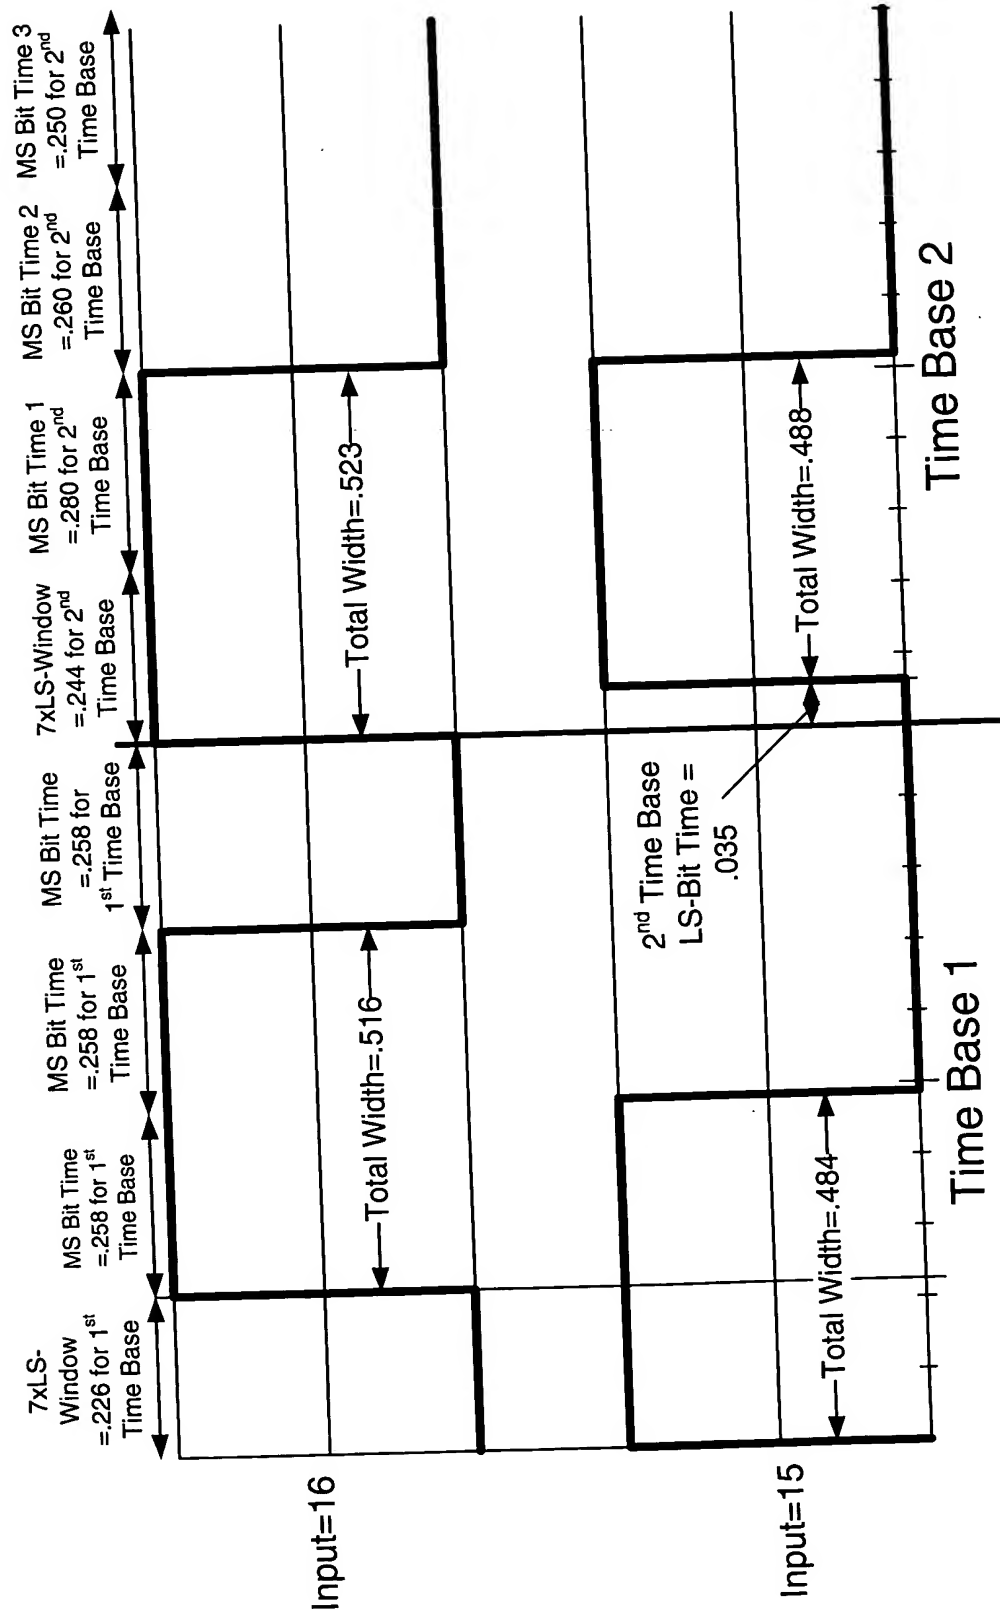 7xLS-
Window
=.226 for 1st
Time Base
MS Bit Time
=.258 for 1st
Time Base
MS Bit Time
=.258 for 1st
Time Base
MS Bit Time
=.258 for
1st Time Base
7xLS-Window
=.244 for 2nd
Time Base
MS Bit Time 1
=.280 for 2nd
Time Base
MS Bit Time 2
=.260 for 2nd
Time Base
MS Bit Time 3
=.250 for 2nd
Time Base
Input=16
Total Width=.516
Total Width=.523
Input=15
Total Width=.484
2nd Time Base
LS-Bit Time =
.035
Total Width=.488
Time Base 1
Time Base 2